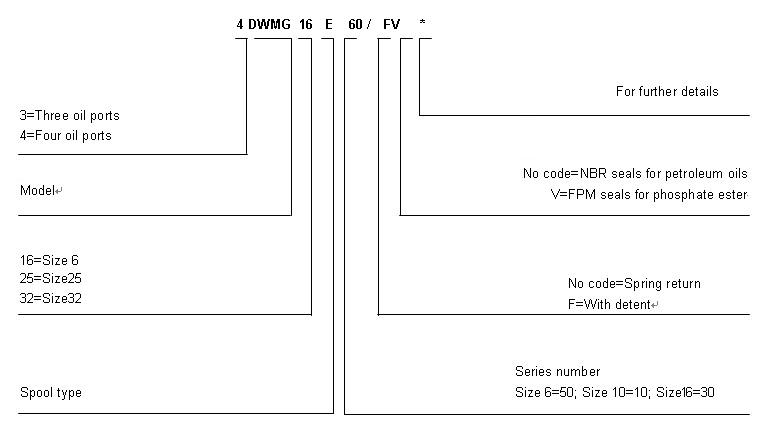 4 DWMG 16 E 60 / FV *
For further details
3=Three oil ports
4=Four oil ports
No code=NBR seals for petroleum oils
V=FPM seals for phosphate ester
Model↵
16=Size 6
25=Size25
32=Size32
No code=Spring return
F=With detent↵
Series number
Size 6=50; Size 10=10; Size16=30
Spool type